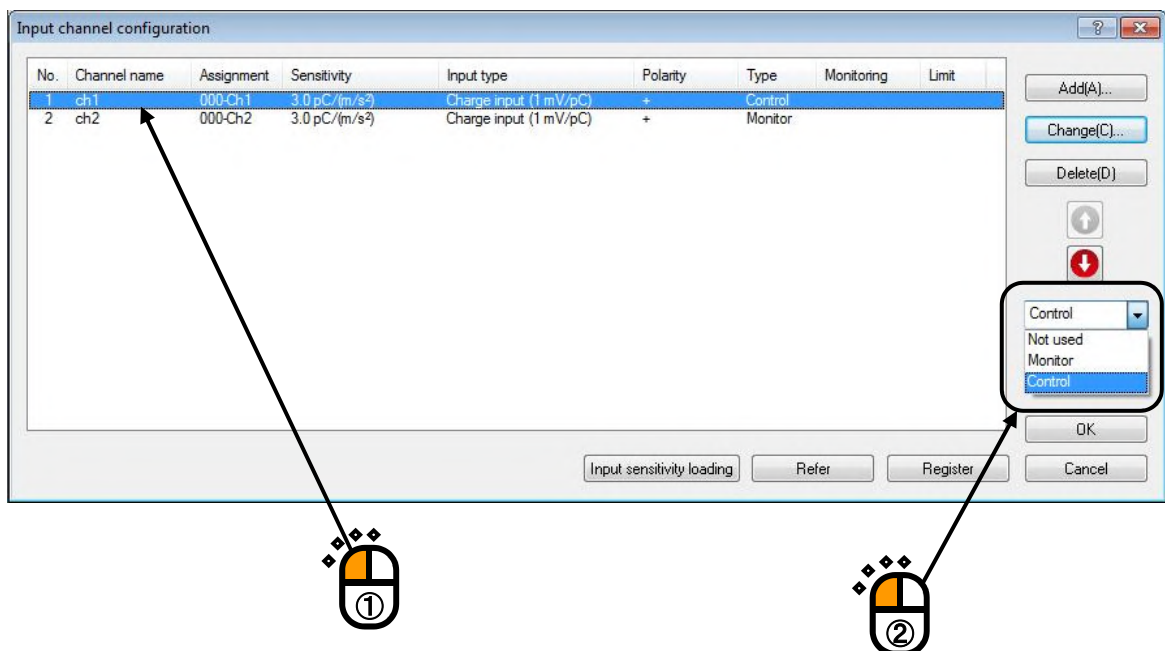 Input channel configuration
No. Channel name Assignment Sensitivity Input type Polarity Type Monitoring Limit
1 ch1 000-Ch1 3.0 pC/(m/s²) Charge input (1 mV/pC) + Control
2 ch2 000-Ch2 3.0 pC/(m/s²) Charge input (1 mV/pC) + Monitor
Add(A)...
Change(C)...
Delete(D)
Control
Not used
Monitor
Control
OK
Input sensitivity loading Refer Register Cancel
① ②